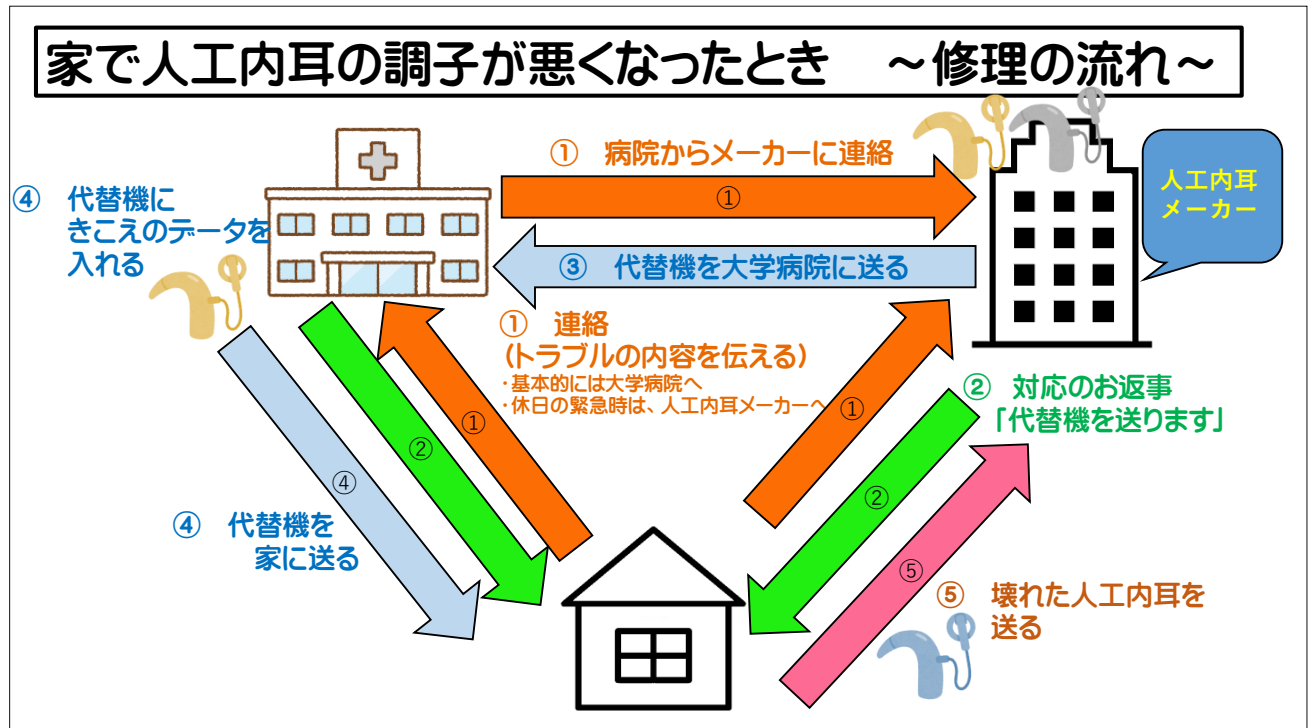 家で人工内耳の調子が悪くなったとき　～修理の流れ～
①　病院からメーカーに連絡
①
人工内耳
メーカー
④　代替機に
きこえのデータを
入れる
③　代替機を大学病院に送る
①　連絡
（トラブルの内容を伝える）
・基本的には大学病院へ
・休日の緊急時は、人工内耳メーカーへ
②　対応のお返事
「代替機を送ります」
①
①
②
④
②
④　代替機を
家に送る
⑤
⑤　壊れた人工内耳を
送る